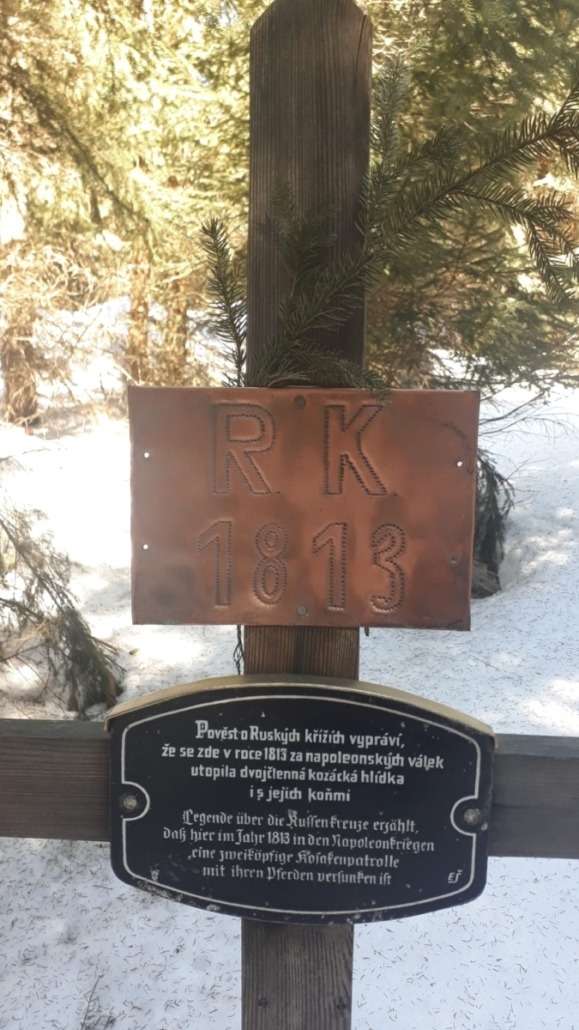 R. K.
1813
Pověst o Ruských křížích vypráví,
že se zde v roce 1813 za napoleonských válek
utopila dvojčlenná kozácká hlídka
i s jejich koňmi
Legende über die Russenkreuze erzählt,
daß hier im Jahr 1813 in den Napoleonkriegen
eine zweiköpfige Kosakenpatrolle
mit ihren Pferden versunken ist
EŘ